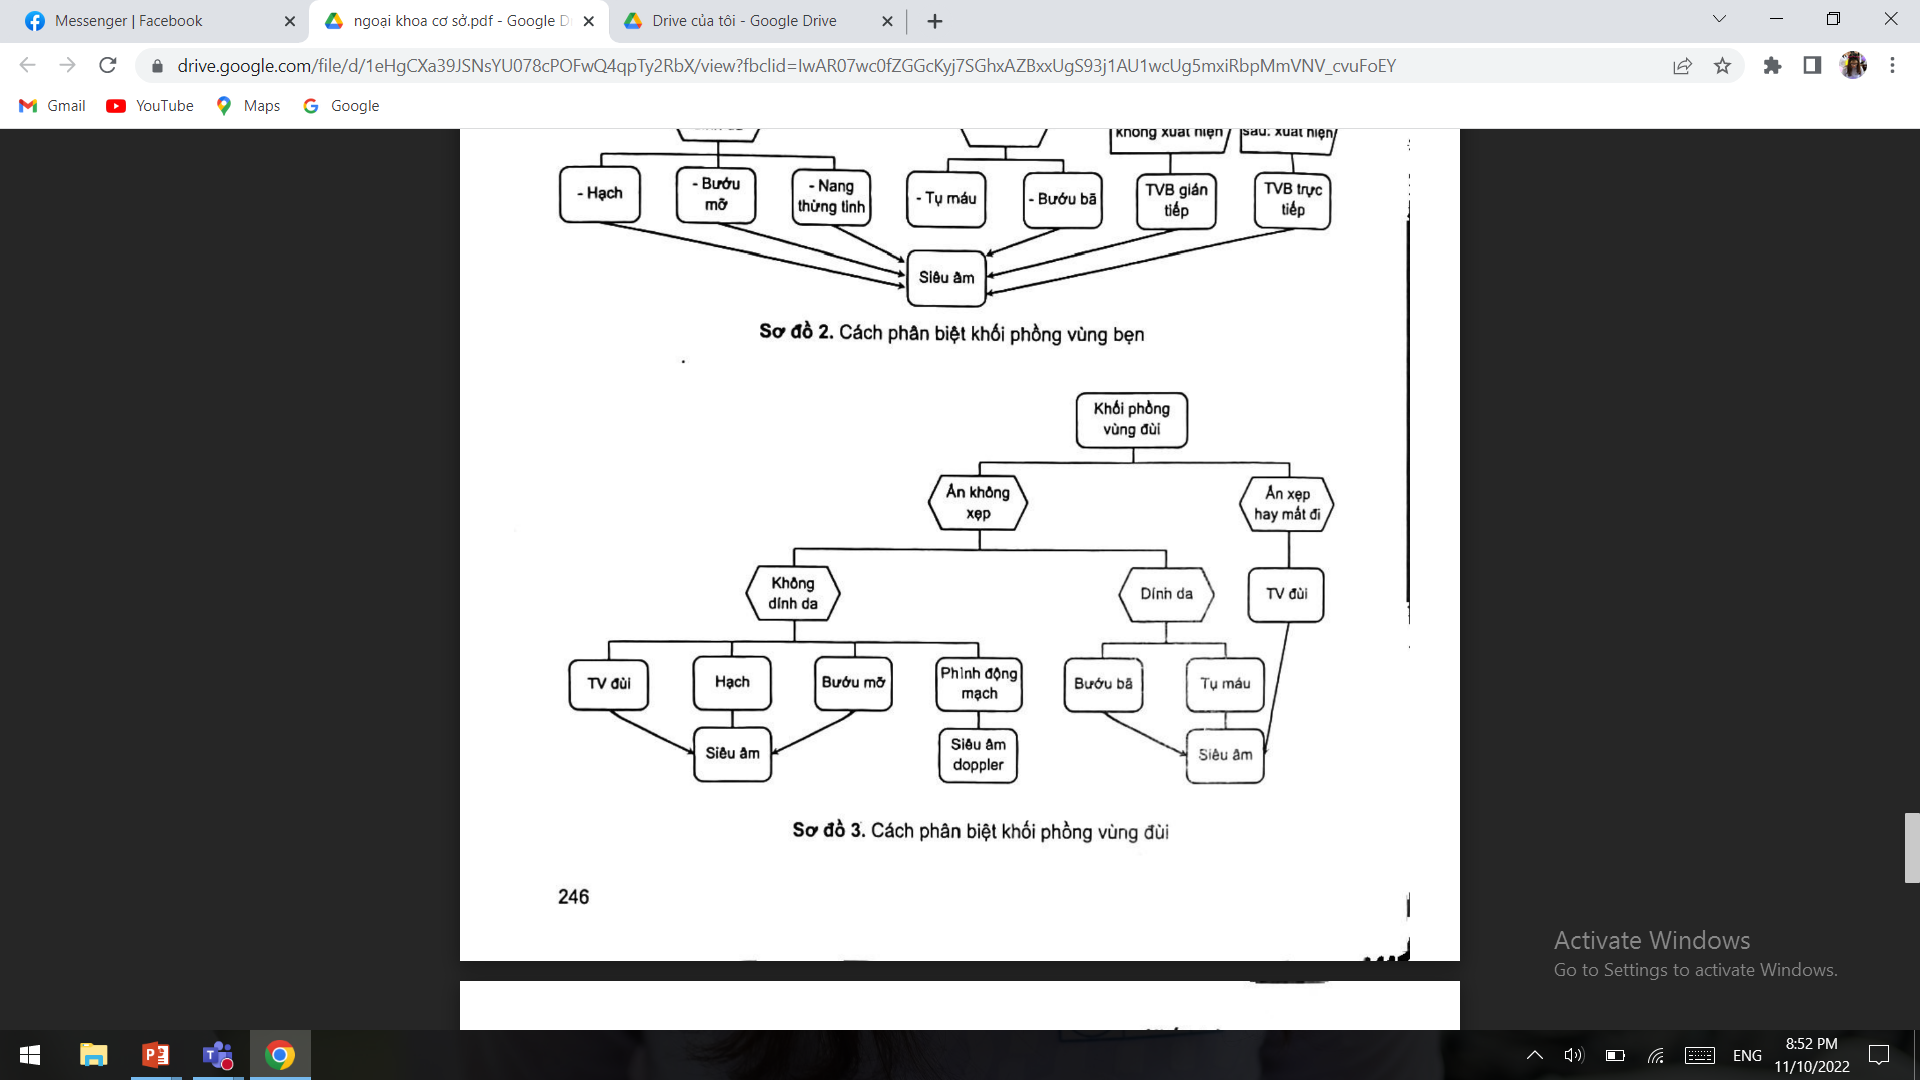 Messenger | Facebook
ngoại khoa cơ sở.pdf - Google D
Drive của tôi - Google Drive
drive.google.com/file/d/1eHgCXa39JSNsYU078cPOFwQ4qpTy2RbX/view?fbclid=IwAR07wc0fZGGcKyj7SGhxAZBxxUgS93j1AU1wcUg5mxiRbpMmVNV_cvuFoEY
Gmail
YouTube
Maps
Google
không xuất hiện
sau: xuất hiện
- Hạch
- Bướu
mỡ
- Nang
thừng tinh
- Tụ máu
- Bướu bã
TVB gián
tiếp
TVB trực
tiếp
Siêu âm
Sơ đồ 2. Cách phân biệt khối phồng vùng bẹn
Khối phồng
vùng đùi
Ấn không
xẹp
Ấn xẹp
hay mất đi
Không
dính da
Dính da
TV đùi
TV đùi
Hạch
Bướu mỡ
Phình động
mạch
Bướu bã
Tụ máu
Siêu âm
Siêu âm
doppler
Siêu âm
Sơ đồ 3. Cách phân biệt khối phồng vùng đùi
246
Activate Windows
Go to Settings to activate Windows.
ENG
8:52 PM
11/10/2022